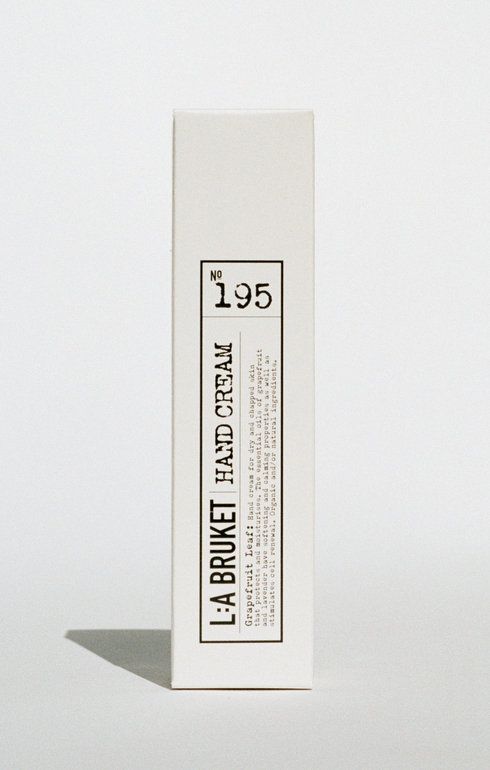 Nº
195
L:A BRUKET | HAND CREAM
Grapefruit Leaf: Hand cream for dry and chapped skin
that protects and moisturises. The essential oils of grapefruit
and lavender have softening and calming properties as well as
stimulates cell renewal. Organic and/or natural ingredients.